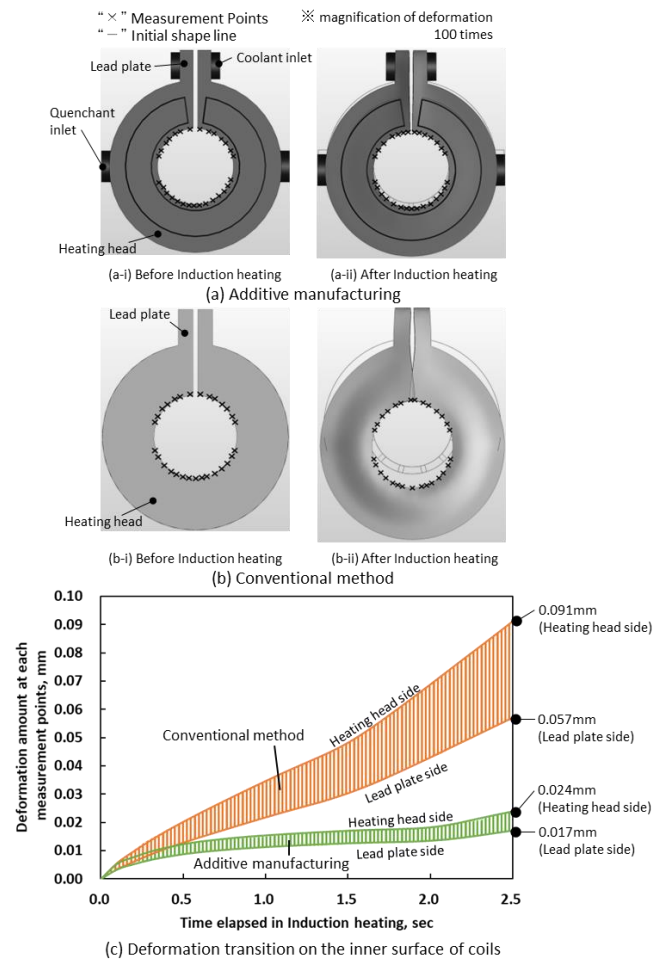 “ × ” Measurement Points
※ magnification of deformation
“ − ” Initial shape line
100 times
Lead plate
Coolant inlet
Quenchant
inlet
Heating head
(a-i) Before Induction heating
(a-ii) After Induction heating
(a) Additive manufacturing
Lead plate
Heating head
(b-i) Before Induction heating
(b-ii) After Induction heating
(b) Conventional method
Deformation amount at each
measurement points, mm
0.10
0.09
0.08
0.07
0.06
0.05
0.04
0.03
0.02
0.01
0.00
Heating head side
Conventional method
Lead plate side
Heating head side
Additive manufacturing
Lead plate side
0.091mm
(Heating head side)
0.057mm
(Lead plate side)
0.024mm
(Heating head side)
0.017mm
(Lead plate side)
0.0
0.5
1.0
1.5
2.0
2.5
Time elapsed in Induction heating, sec
(c) Deformation transition on the inner surface of coils